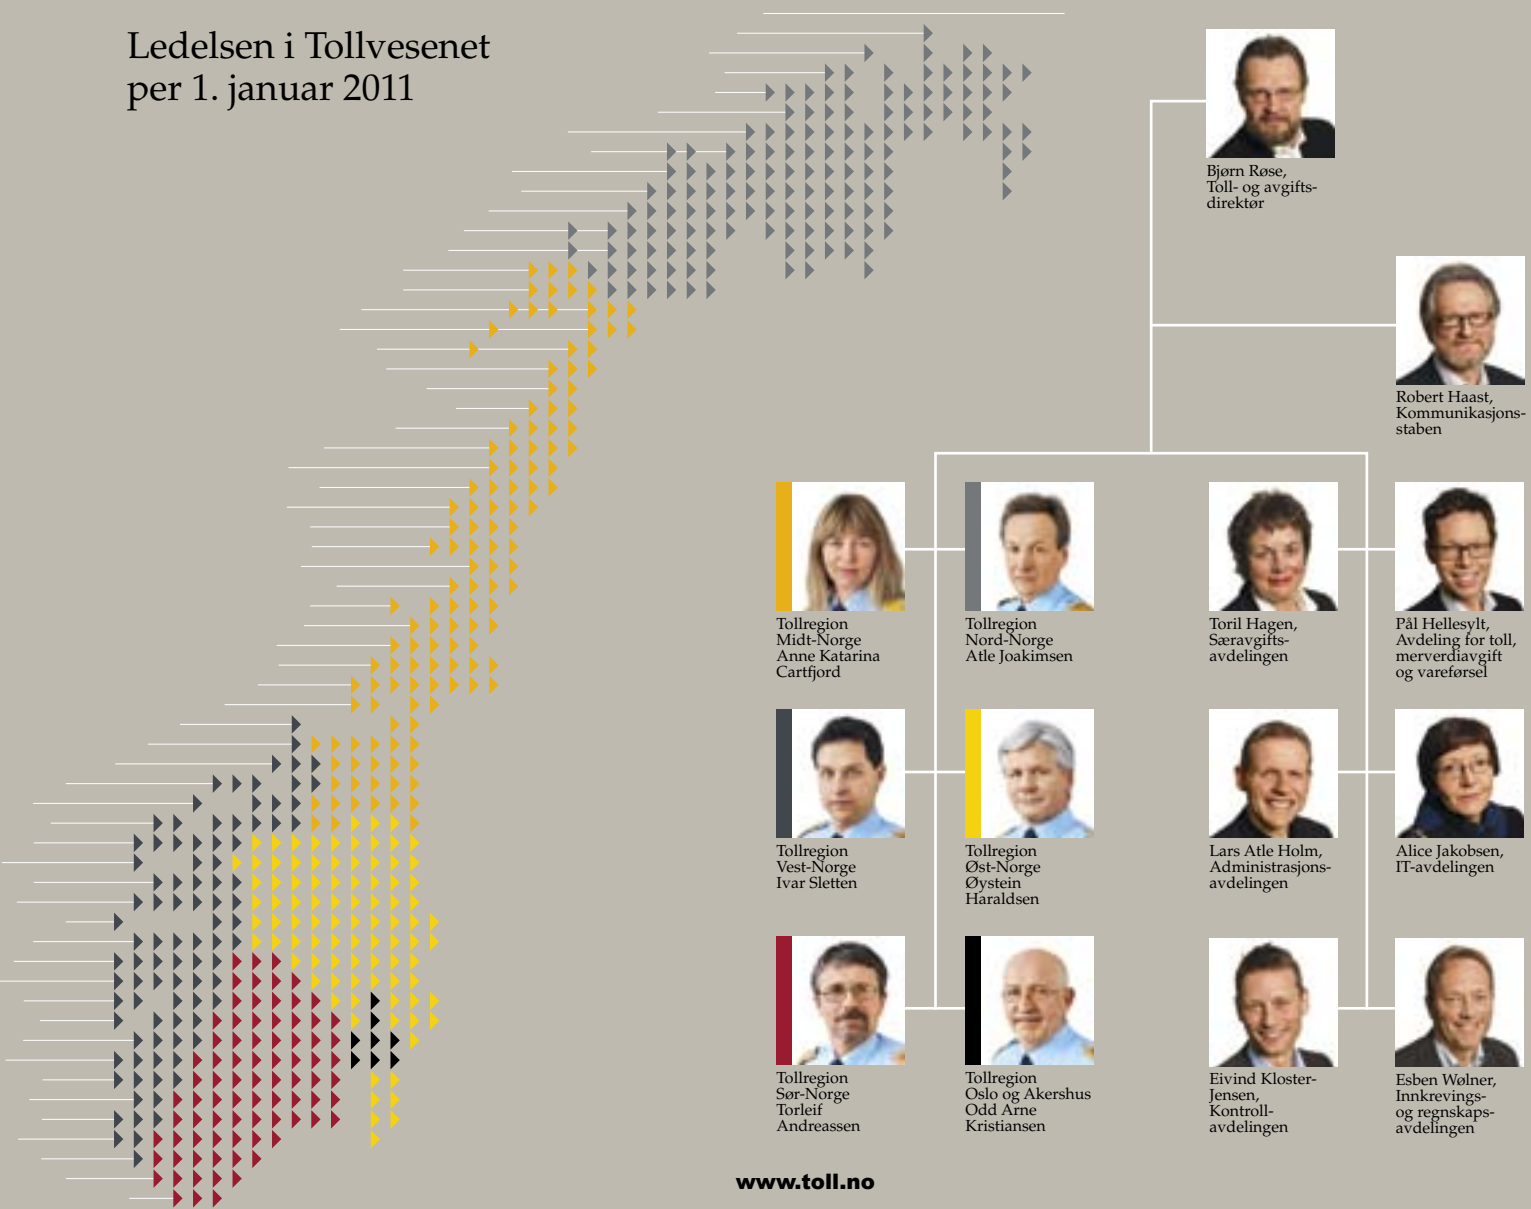 Ledelsen i Tollvesenet
per 1. januar 2011
Bjørn Røse,
Toll- og avgifts-
direktør
Robert Haast,
Kommunikasjons-
staben
Tollregion
Midt-Norge
Anne Katarina
Cartfjord
Tollregion
Nord-Norge
Atle Joakimsen
Toril Hagen,
Særavgifts-
avdelingen
Pål Hellesylt,
Avdeling for toll,
merverdiavgift
og vareførsel
Tollregion
Vest-Norge
Ivar Sletten
Tollregion
Øst-Norge
Øystein
Haraldsen
Lars Atle Holm,
Administrasjons-
avdelingen
Alice Jakobsen,
IT-avdelingen
Tollregion
Sør-Norge
Torleif
Andreassen
Tollregion
Oslo og Akershus
Odd Arne
Kristiansen
Eivind Kloster-
Jensen,
Kontroll-
avdelingen
Esben Wølner,
Innkrevings-
og regnskaps-
avdelingen
www.toll.no